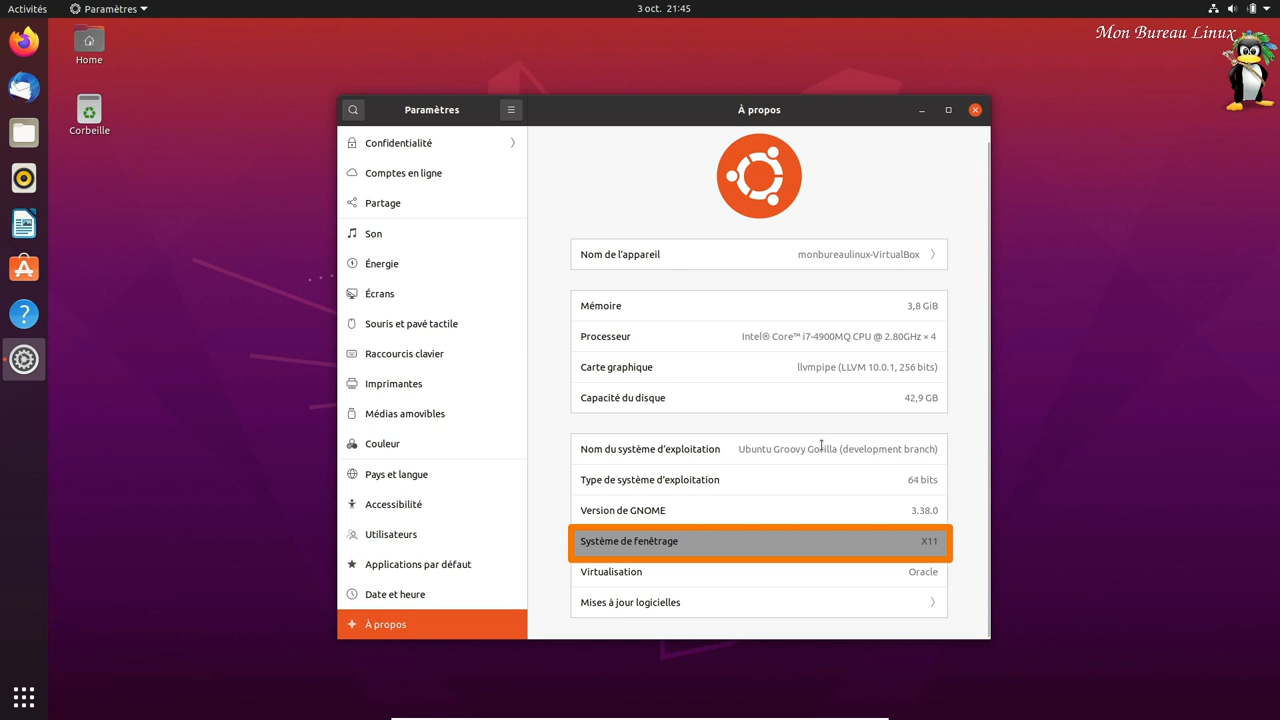 Activités
Paramètres
3 oct. 21:45
Mon Bureau Linux
Home
Corbeille
Paramètres
À propos
Confidentialité
Comptes en ligne
Partage
Son
Énergie
Écrans
Souris et pavé tactile
Raccourcis clavier
Imprimantes
Médias amovibles
Couleur
Pays et langue
Accessibilité
Utilisateurs
Applications par défaut
Date et heure
À propos
Nom de l’appareil monbureaulinux-VirtualBox
Mémoire 3,8 GiB
Processeur Intel® Core™ i7-4900MQ CPU @ 2.80GHz × 4
Carte graphique llvmpipe (LLVM 10.0.1, 256 bits)
Capacité du disque 42,9 GB
Nom du système d’exploitation Ubuntu Groovy Gorilla (development branch)
Type de système d’exploitation 64 bits
Version de GNOME 3.38.0
Système de fenêtrage X11
Virtualisation Oracle
Mises à jour logicielles